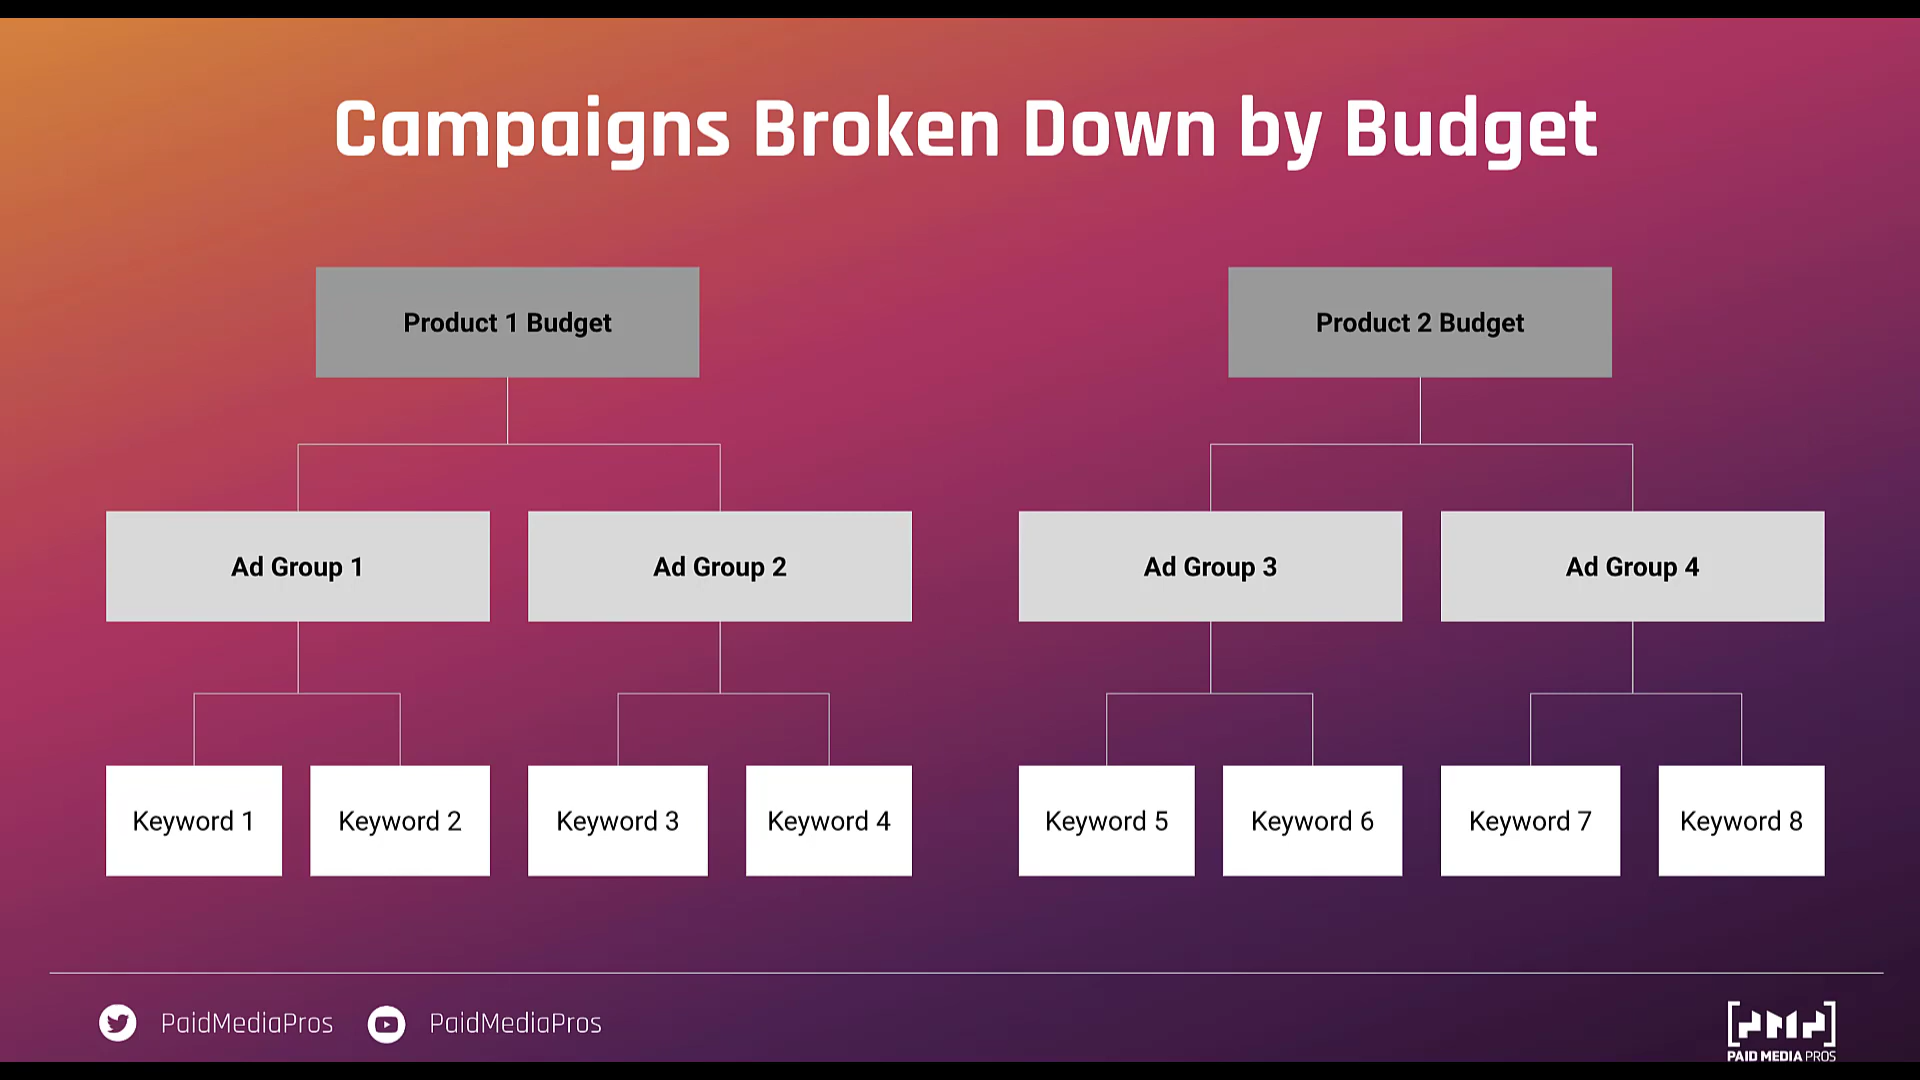 Campaigns Broken Down by Budget
Product 1 Budget
Product 2 Budget
Ad Group 1
Ad Group 2
Ad Group 3
Ad Group 4
Keyword 1
Keyword 2
Keyword 3
Keyword 4
Keyword 5
Keyword 6
Keyword 7
Keyword 8
PaidMediaPros
PaidMediaPros
PMP
PAID MEDIA PROS